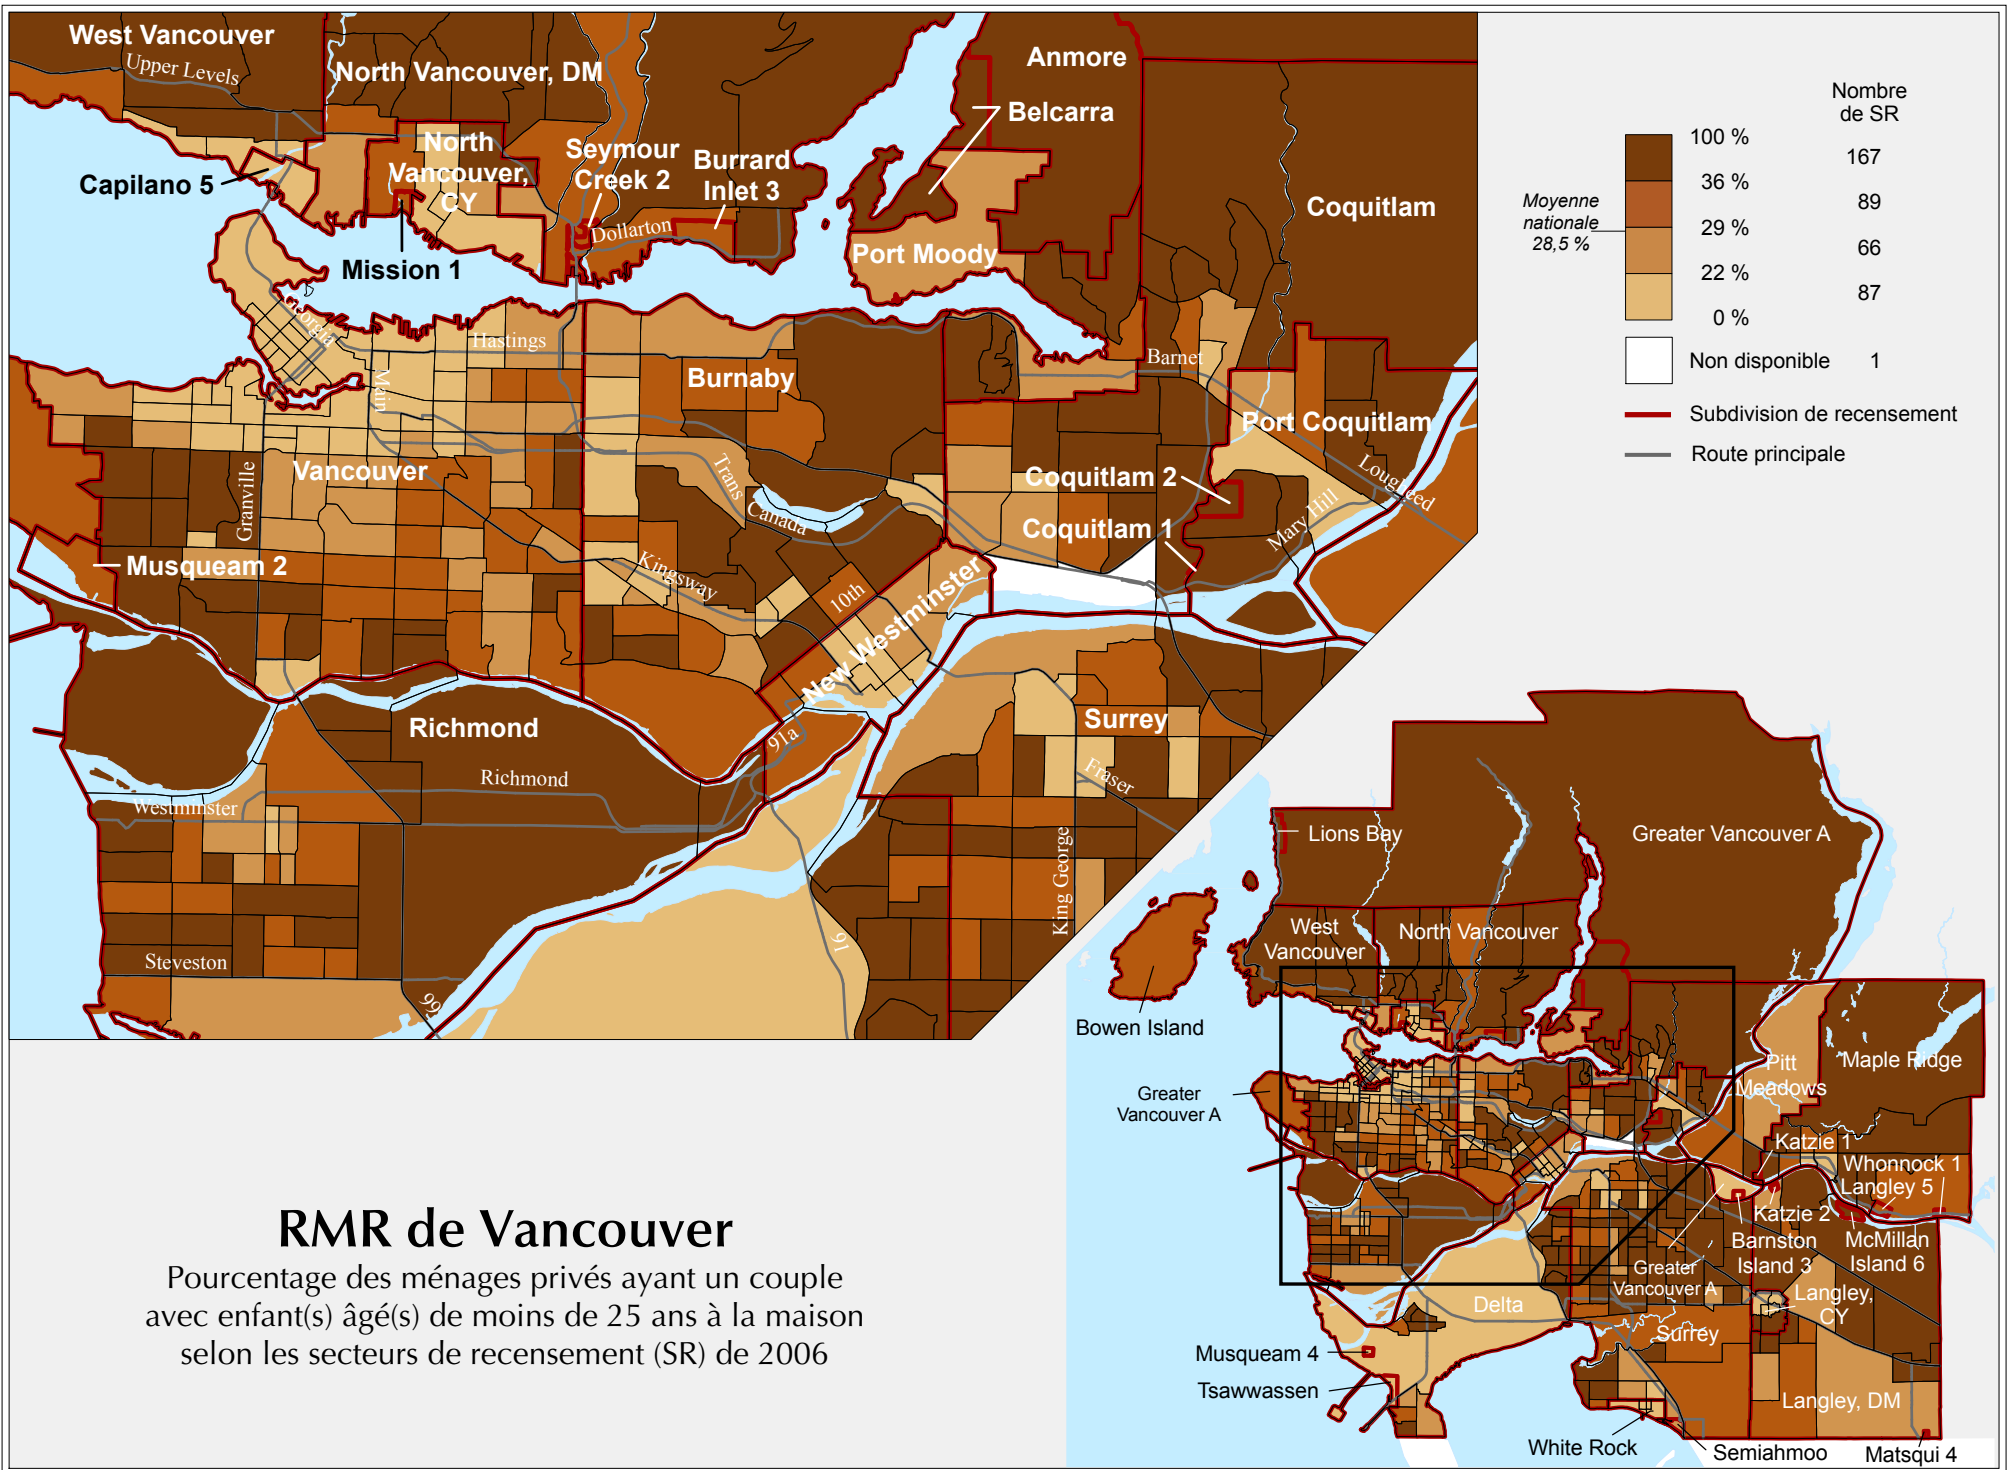 West Vancouver
Upper Levels
North Vancouver, DM
Anmore
Belcarra
North
Vancouver,
CY
Seymour
Creek 2
Burrard
Inlet 3
Capilano 5
Mission 1
Dollarton
Port Moody
Coquitlam
Georgia
Hastings
Main
Barnet
Burnaby
Port Coquitlam
Vancouver
Granville
Trans
Canada
Coquitlam 2
Lougheed
Mary Hill
Coquitlam 1
Musqueam 2
Kingsway
10th
New Westminster
Richmond
Surrey
91a
Richmond
Fraser
Westminster
King George
91
Steveston
99
Nombre
de SR
100 %
167
36 %
89
Moyenne
nationale
28,5 %
29 %
66
22 %
87
0 %
Non disponible 1
Subdivision de recensement
Route principale
Lions Bay
Greater Vancouver A
West
Vancouver
North Vancouver
Bowen Island
Greater
Vancouver A
Pitt
Meadows
Maple Ridge
Katzie 1
Whonnock 1
Langley 5
Katzie 2
Barnston
Island 3
McMillan
Island 6
Greater
Vancouver A
Langley,
CY
Delta
Surrey
Musqueam 4
Tsawwassen
Langley, DM
White Rock
Semiahmoo
Matsqui 4
RMR de Vancouver
Pourcentage des ménages privés ayant un couple
avec enfant(s) âgé(s) de moins de 25 ans à la maison
selon les secteurs de recensement (SR) de 2006